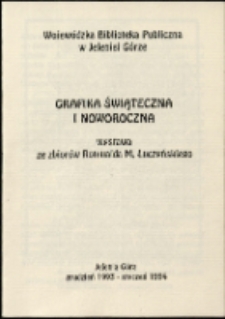 Wojewódzka Biblioteka Publiczna
w Jeleniej Górze
GRAFIKA ŚWIĄTECZNA
I NOWOROCZNA
WYSTAWA
ze zbiorów Romualda M. Łuczyńskiego
Jelenia Góra
grudzień 1993 - styczeń 1994